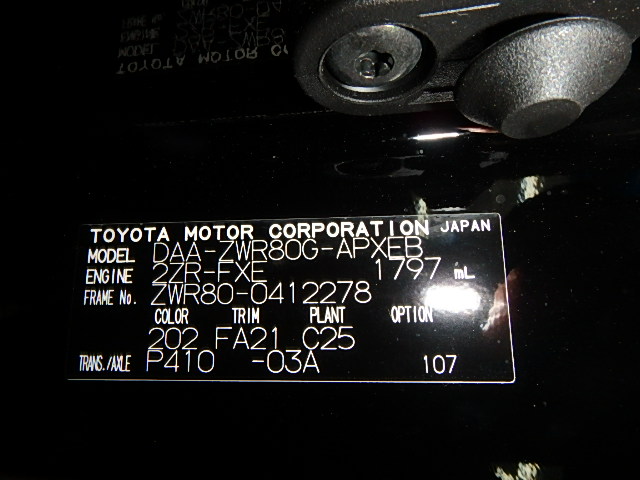 TOYOTA MOTOR CORPORATION JAPAN
MODEL DAA-ZWR80G-APXEB
ENGINE 2ZR-FXE 1797 mL
FRAME No. ZWR80-0412278
COLOR TRIM PLANT OPTION
202 FA21 C25
TRANS./AXLE P410 -03A 107